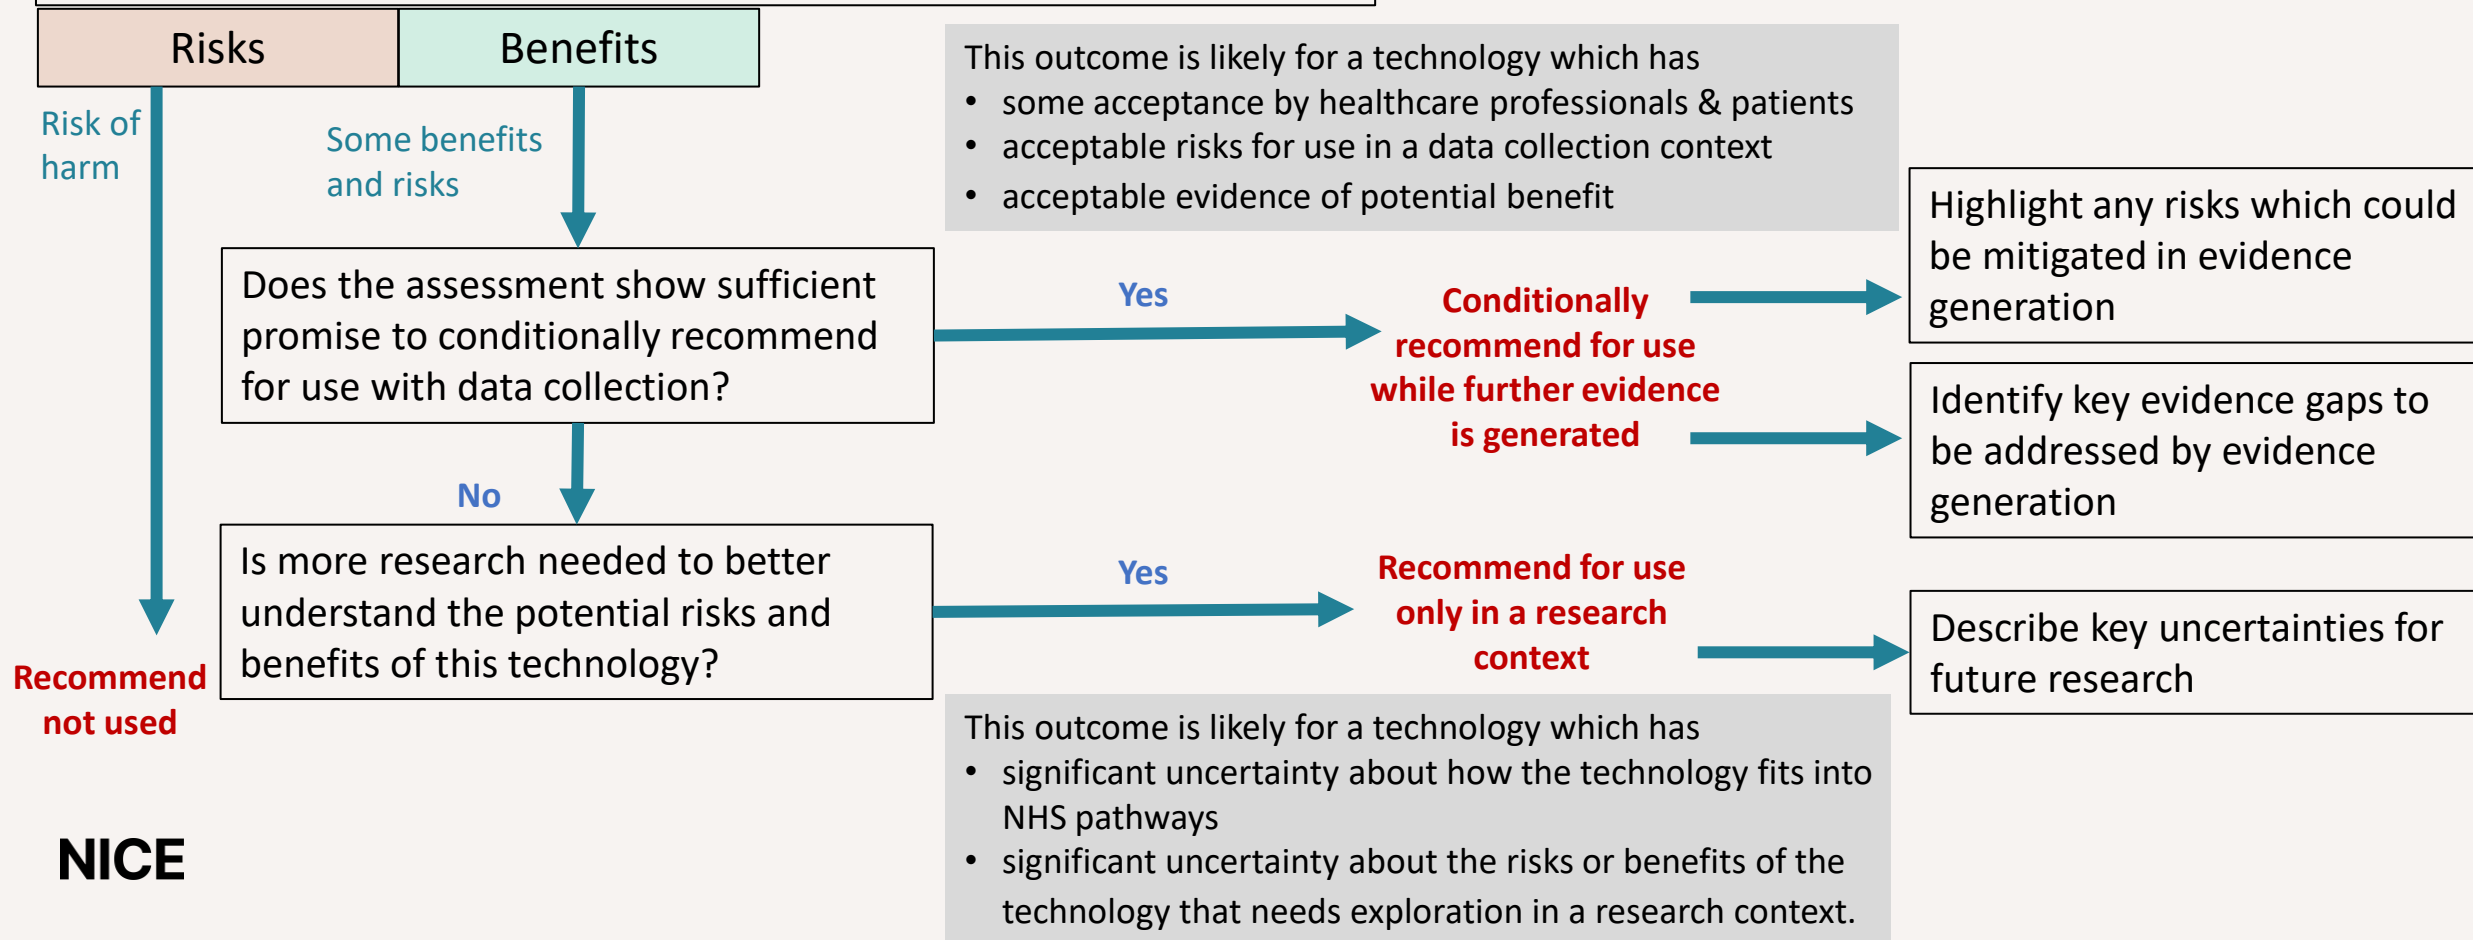 Risks
Benefits
Risk of
harm
Some benefits
and risks
This outcome is likely for a technology which has
• some acceptance by healthcare professionals & patients
• acceptable risks for use in a data collection context
• acceptable evidence of potential benefit
Does the assessment show sufficient
promise to conditionally recommend
for use with data collection?
Yes
Conditionally
recommend for use
while further evidence
is generated
Highlight any risks which could
be mitigated in evidence
generation
Identify key evidence gaps to
be addressed by evidence
generation
No
Is more research needed to better
understand the potential risks and
benefits of this technology?
Yes
Recommend for use
only in a research
context
Describe key uncertainties for
future research
Recommend
not used
This outcome is likely for a technology which has
• significant uncertainty about how the technology fits into
NHS pathways
• significant uncertainty about the risks or benefits of the
technology that needs exploration in a research context.
NICE